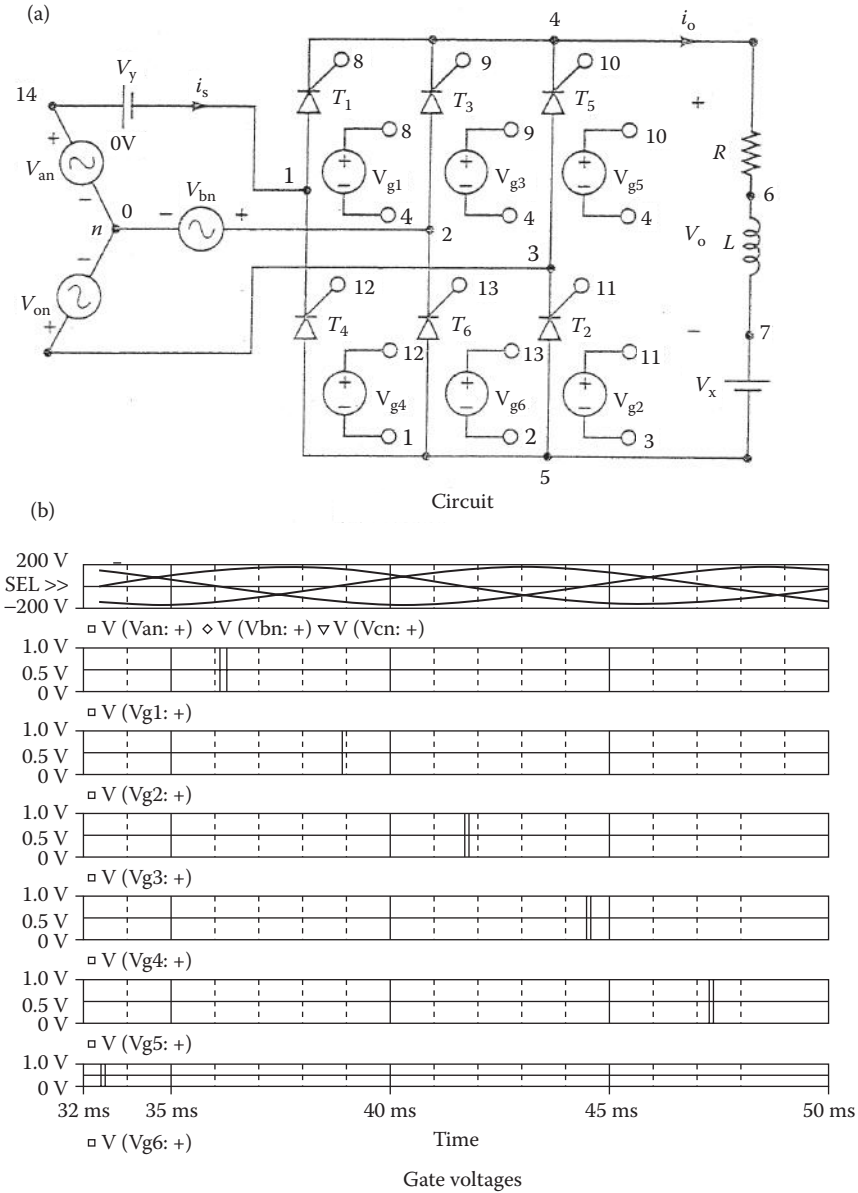 (a)
4
i_o
8
9
10
14
V_y
i_s
T_1
T_3
T_5
+
0V
8
9
10
+
V_an
−
1
+
−
V_g1
+
−
V_g3
+
−
V_g5
R
0
V_bn
n
−
+
4
4
4
6
2
V_o
L
3
−
V_on
+
12
13
11
T_4
T_6
T_2
−
7
12
13
11
+
−
V_g4
+
−
V_g6
+
−
V_g2
V_x
1
2
3
5
Circuit
(b)
200 V
SEL >>
−200 V
V (Van: +) V (Vbn: +) V (Vcn: +)
1.0 V
0.5 V
0 V
V (Vg1: +)
1.0 V
0.5 V
0 V
V (Vg2: +)
1.0 V
0.5 V
0 V
V (Vg3: +)
1.0 V
0.5 V
0 V
V (Vg4: +)
1.0 V
0.5 V
0 V
V (Vg5: +)
1.0 V
0 V
32 ms 35 ms 40 ms 45 ms 50 ms
V (Vg6: +)
Time
Gate voltages